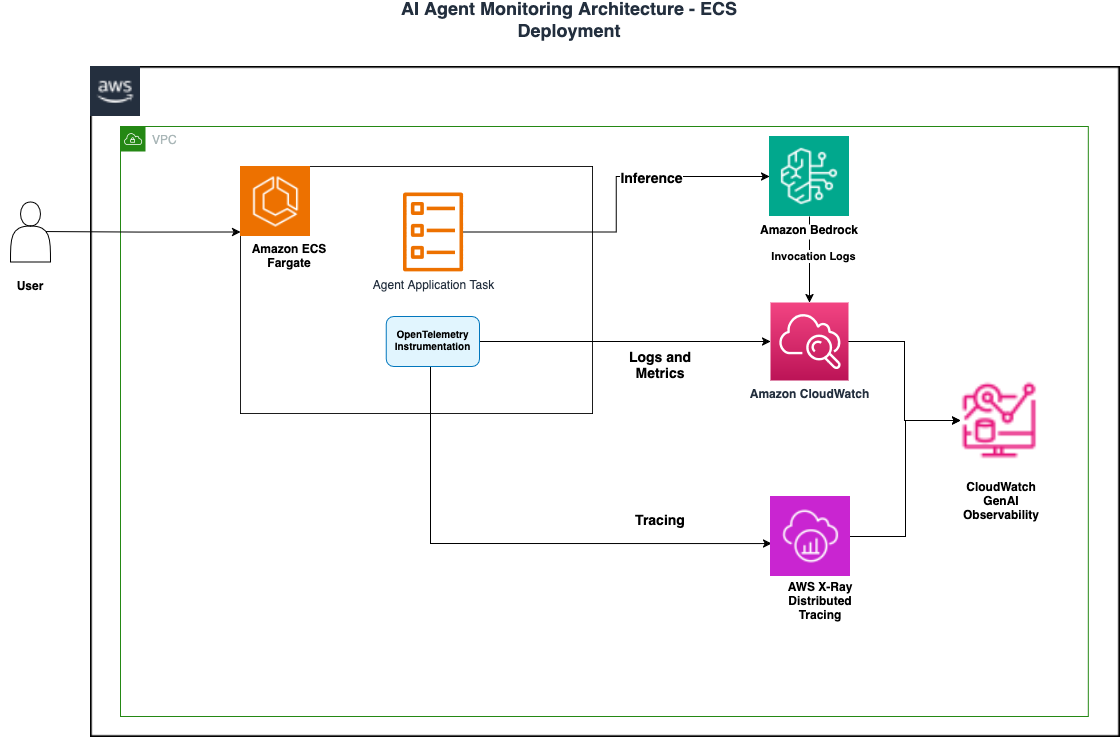 AI Agent Monitoring Architecture - ECS
Deployment
aws
VPC
Inference
Amazon ECS
Fargate
Agent Application Task
Amazon Bedrock
Invocation Logs
User
OpenTelemetry
Instrumentation
Logs and
Metrics
Amazon CloudWatch
CloudWatch
GenAI
Observability
Tracing
AWS X-Ray
Distributed
Tracing